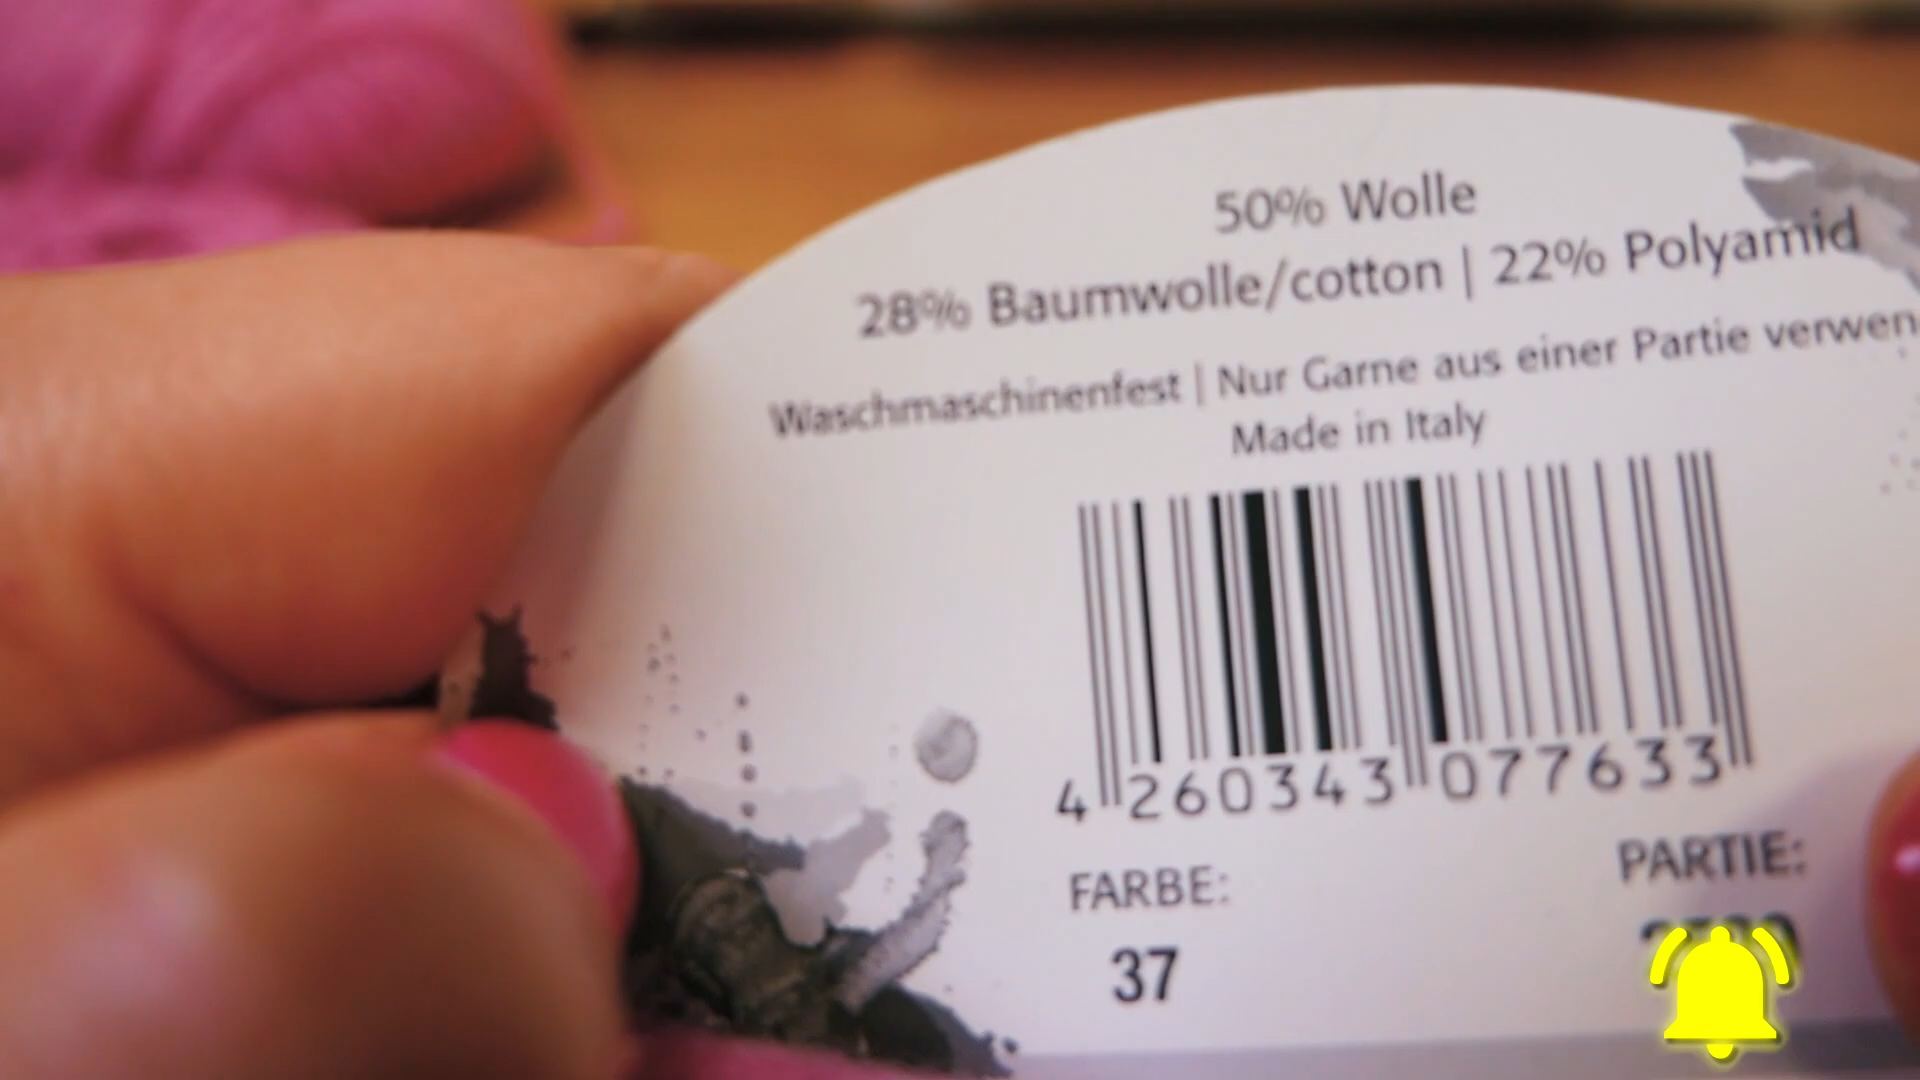 50% Wolle
28% Baumwolle/cotton | 22% Polyamid
Waschmaschinenfest | Nur Garne aus einer Partie verwen
Made in Italy
4 260343 077633
FARBE:
PARTIE:
37